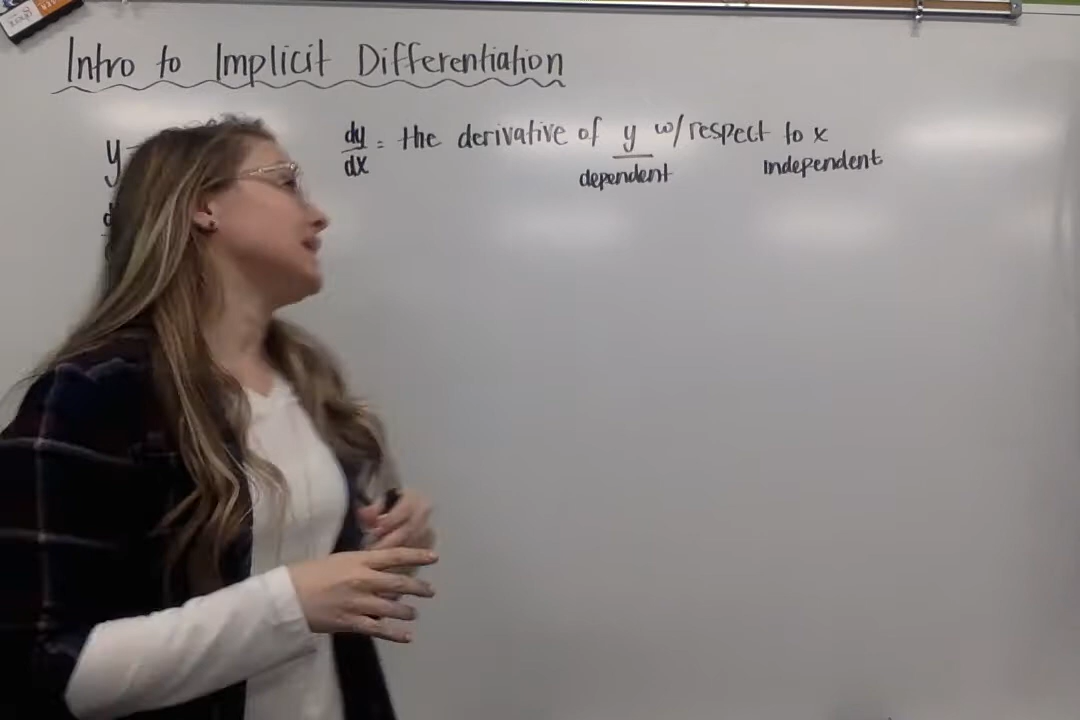 Intro to Implicit Differentiation
y
dy/dx = the derivative of y w/respect to x
dependent independent